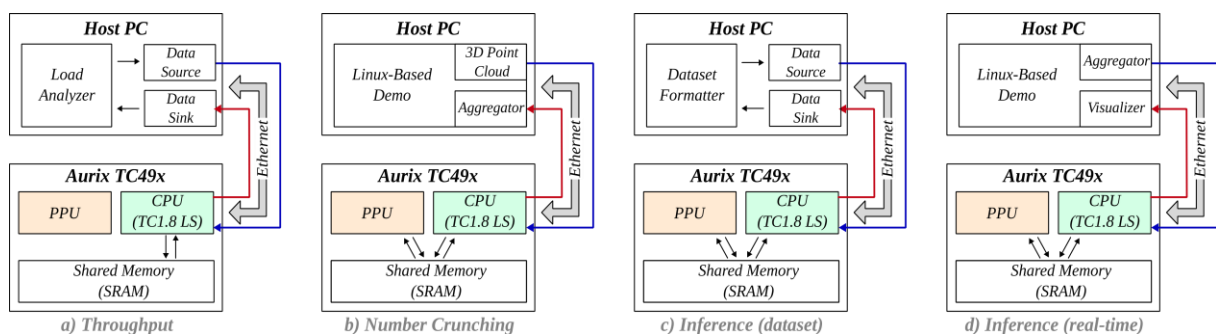 Host PC
Load
Analyzer
Data
Source
Data
Sink
Ethernet
Aurix TC49x
PPU
CPU
(TC1.8 LS)
Shared Memory
(SRAM)
a) Throughput
Host PC
Linux-Based
Demo
3D Point
Cloud
Aggregator
Ethernet
Aurix TC49x
PPU
CPU
(TC1.8 LS)
Shared Memory
(SRAM)
b) Number Crunching
Host PC
Dataset
Formatter
Data
Source
Data
Sink
Ethernet
Aurix TC49x
PPU
CPU
(TC1.8 LS)
Shared Memory
(SRAM)
c) Inference (dataset)
Host PC
Linux-Based
Demo
Aggregator
Visualizer
Ethernet
Aurix TC49x
PPU
CPU
(TC1.8 LS)
Shared Memory
(SRAM)
d) Inference (real-time)